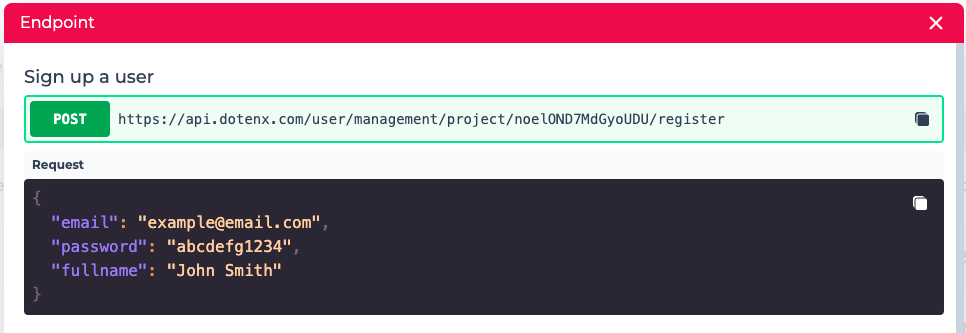 Endpoint
Sign up a user
POST https://api.dotenx.com/user/management/project/noelOND7MdGyoUDU/register
Request
{
"email": "example@email.com",
"password": "abcdefg1234",
"fullname": "John Smith"
}